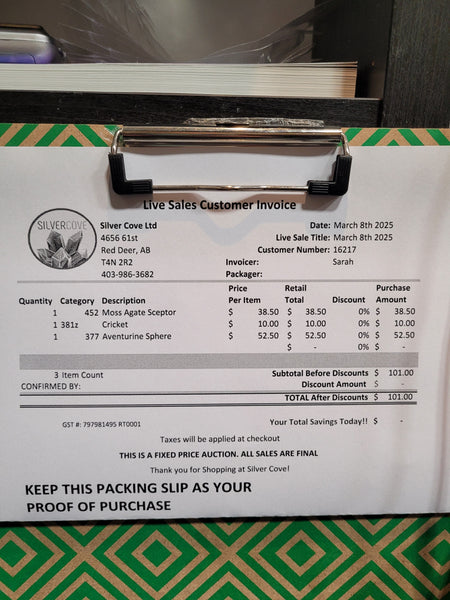 Live Sales Customer Invoice
SILVERCOVE
Silver Cove Ltd
4656 61st
Red Deer, AB
T4N 2R2
403-986-3682
Date: March 8th 2025
Live Sale Title: March 8th 2025
Customer Number: 16217
Invoicer: Sarah
Packager:
Quantity Category Description Price Per Item Retail Total Discount Purchase Amount
1 452 Moss Agate Sceptor $ 38.50 $ 38.50 0% $ 38.50
1 381z Cricket $ 10.00 $ 10.00 0% $ 10.00
1 377 Aventurine Sphere $ 52.50 $ 52.50 0% $ 52.50
$ - 0% $ -
3 Item Count Subtotal Before Discounts $ 101.00
CONFIRMED BY: Discount Amount $ -
TOTAL After Discounts $ 101.00
GST #: 797981495 RT0001 Your Total Savings Today!! $ -
Taxes will be applied at checkout
THIS IS A FIXED PRICE AUCTION. ALL SALES ARE FINAL
Thank you for Shopping at Silver Cove!
KEEP THIS PACKING SLIP AS YOUR
PROOF OF PURCHASE